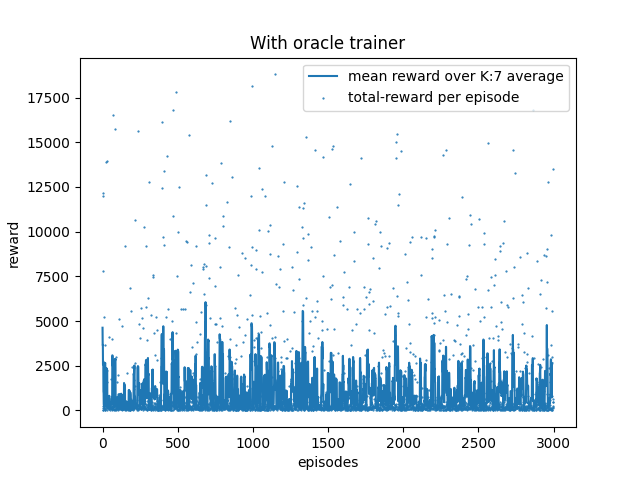 With oracle trainer
mean reward over K:7 average
total-reward per episode
17500
15000
12500
10000
7500
5000
2500
0
reward
0 500 1000 1500 2000 2500 3000
episodes